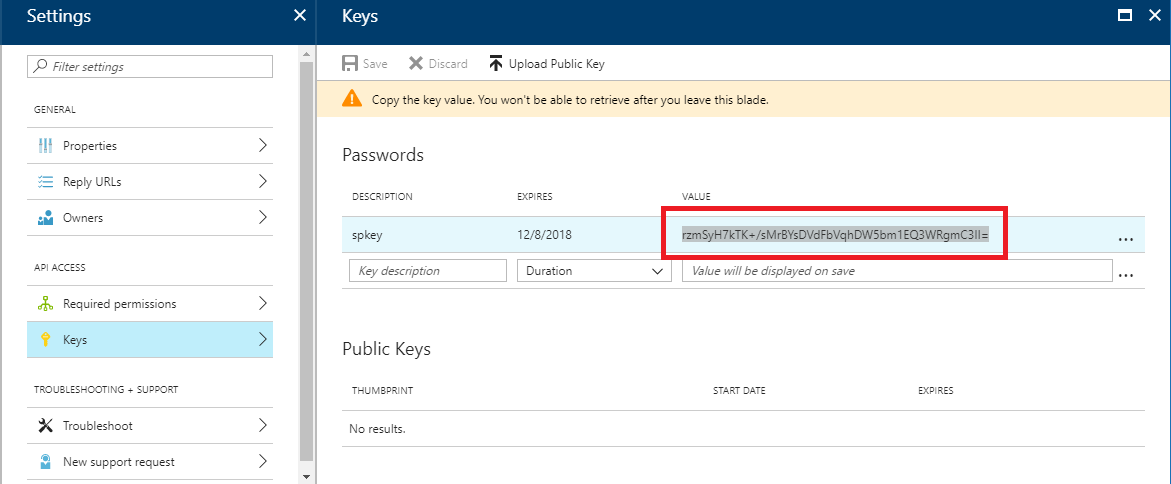 Settings
Keys
Filter settings
Save
Discard
Upload Public Key
Copy the key value. You won't be able to retrieve after you leave this blade.
GENERAL
Properties
Reply URLs
Owners
API ACCESS
Required permissions
Keys
TROUBLESHOOTING + SUPPORT
Troubleshoot
New support request
Passwords
DESCRIPTION EXPIRES VALUE
spkey 12/8/2018 rzmSyH7kTK+/sMrBYsDVdFbVqhDW5bm1EQ3WRgmC3II=
Key description Duration Value will be displayed on save
Public Keys
THUMBPRINT START DATE EXPIRES
No results.